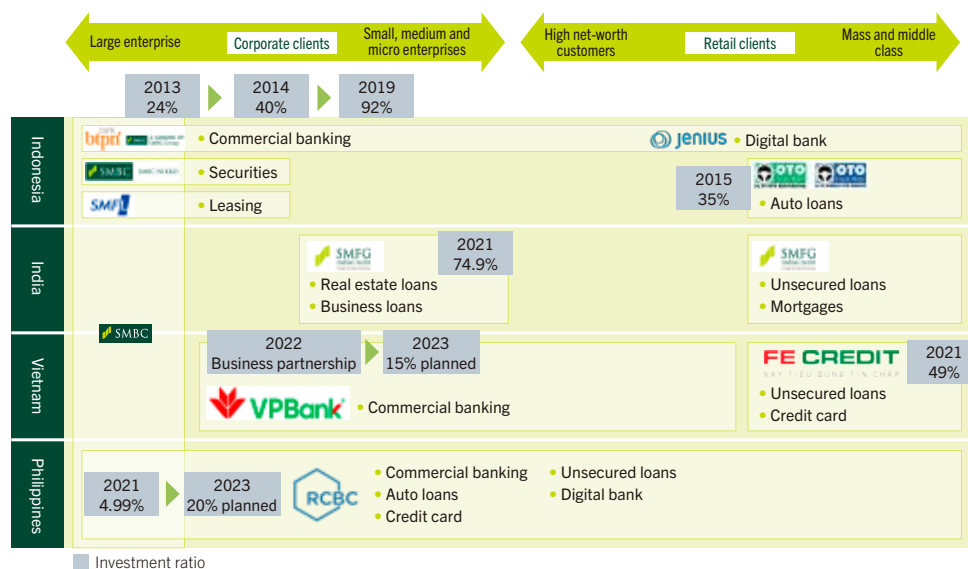 Large enterprise
Corporate clients
Small, medium and
micro enterprises
High net-worth
customers
Retail clients
Mass and middle
class
2013
24%
2014
40%
2019
92%
Indonesia
btpn
• Commercial banking
Jenius
• Digital bank
SMBC
• Securities
SMFL
• Leasing
2015
35%
OTO
OTO
• Auto loans
India
SMFG
2021
74.9%
• Real estate loans
• Business loans
SMFG
• Unsecured loans
• Mortgages
SMBC
Vietnam
2022
Business partnership
2023
15% planned
VPBank
• Commercial banking
FE CREDIT
VAY TIÊU DÙNG TÍN CHẤP
2021
49%
• Unsecured loans
• Credit card
Philippines
2021
4.99%
2023
20% planned
RCBC
• Commercial banking
• Auto loans
• Credit card
• Unsecured loans
• Digital bank
Investment ratio